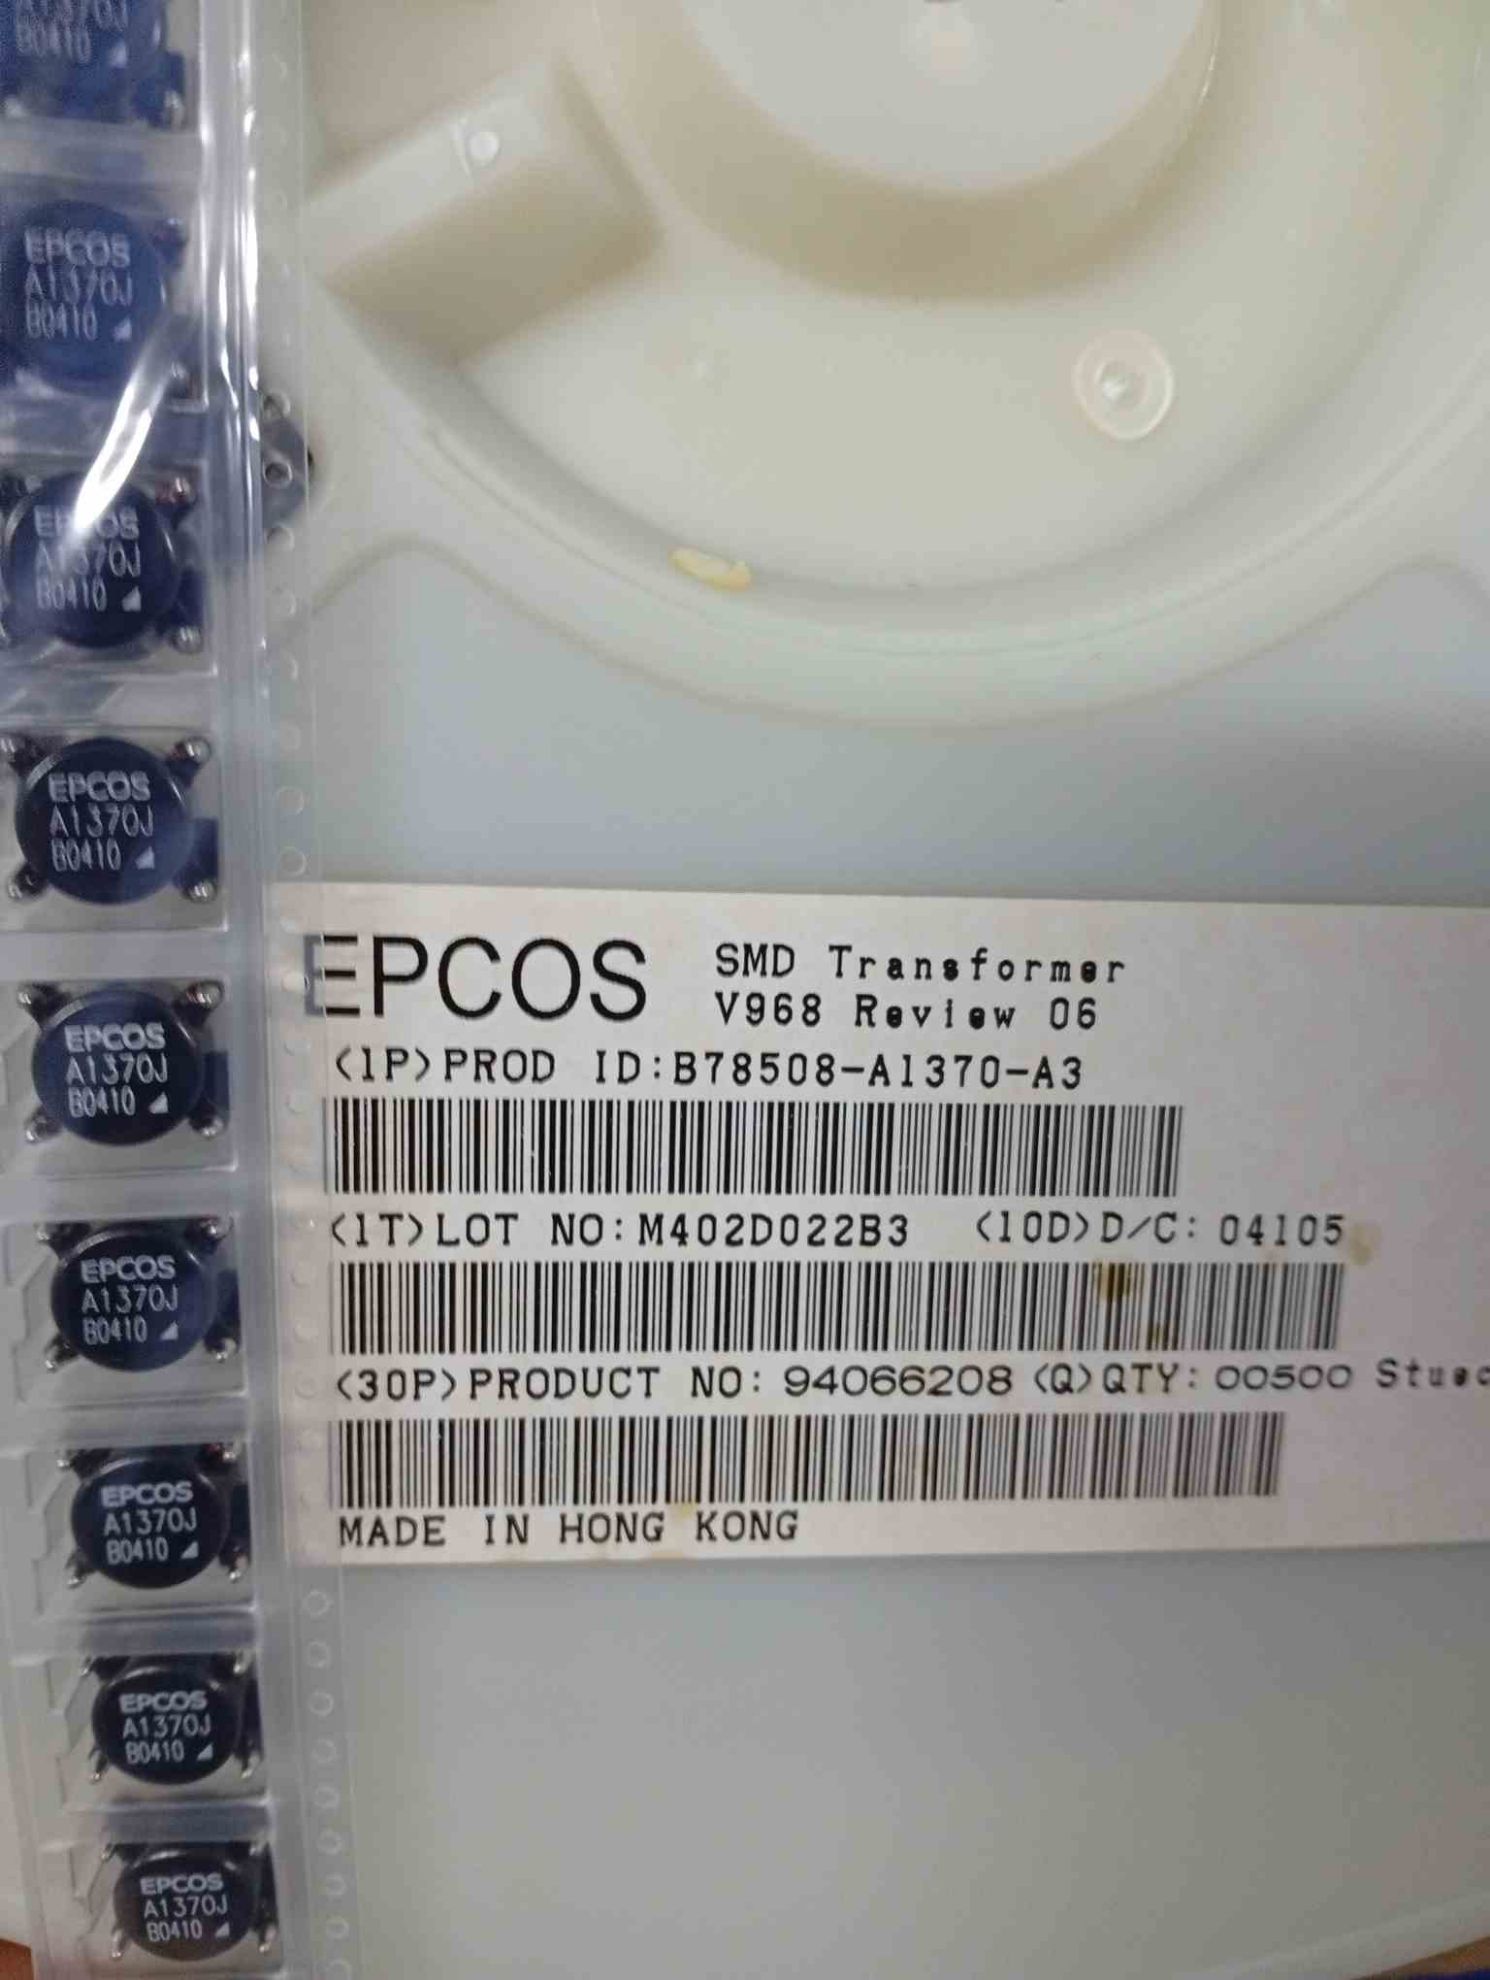 A1370J
B0410
EPCOS
A1370J
B0410
EPCOS
A1370J
B0410
EPCOS
A1370J
B0410
EPCOS
A1370J
B0410
EPCOS
A1370J
B0410
EPCOS
A1370J
B0410
EPCOS
A1370J
B0410
EPCOS
A1370J
B0410
EPCOS SMD Transformer
V968 Review 06
(1P)PROD ID:B78508-A1370-A3
(1T)LOT NO:M402D022B3 (10D)D/C: 04105
(30P)PRODUCT NO: 94066208 (Q)QTY: 00500
MADE IN HONG KONG